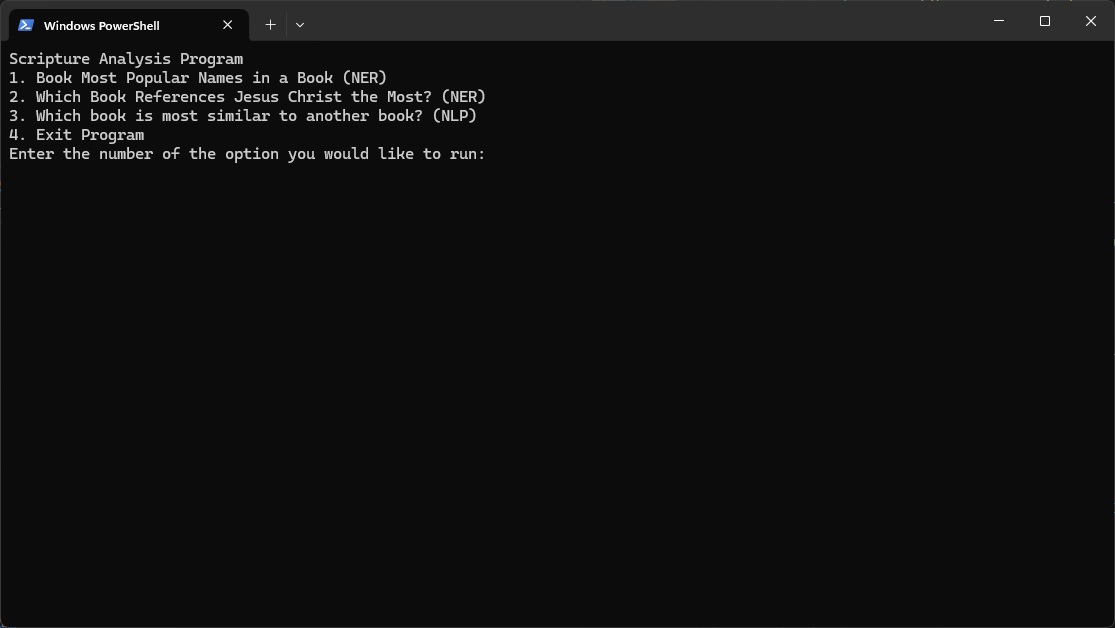 Windows PowerShell
Scripture Analysis Program
1. Book Most Popular Names in a Book (NER)
2. Which Book References Jesus Christ the Most? (NER)
3. Which book is most similar to another book? (NLP)
4. Exit Program
Enter the number of the option you would like to run: